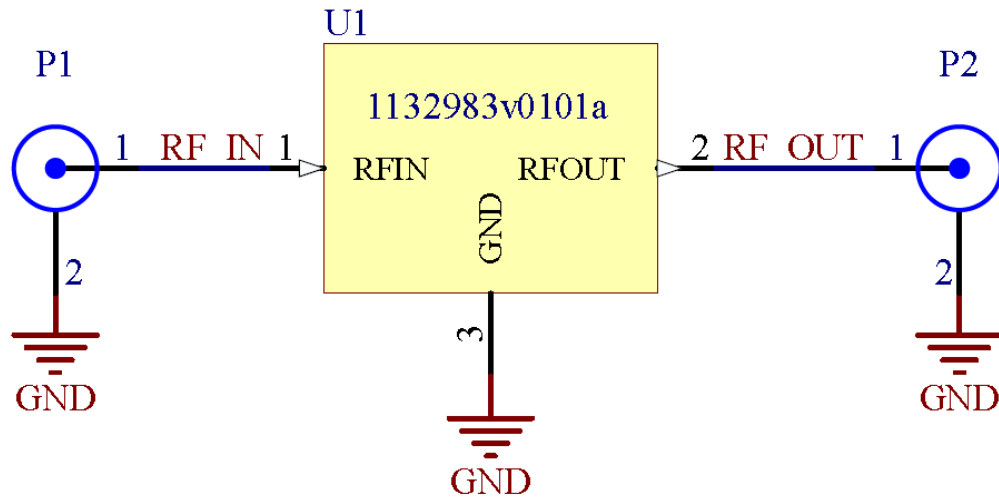 U1
P1
P2
1132983v0101a
1 RF_IN 1
RFIN
RFOUT
2 RF_OUT 1
GND
2
3
2
GND
GND
GND